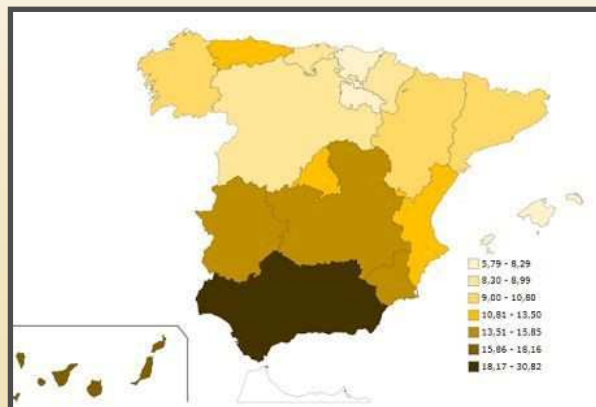 5,79 - 8,29
8,30 - 8,99
9,00 - 10,80
10,81 - 13,50
13,51 - 15,85
15,86 - 18,16
18,17 - 30,82